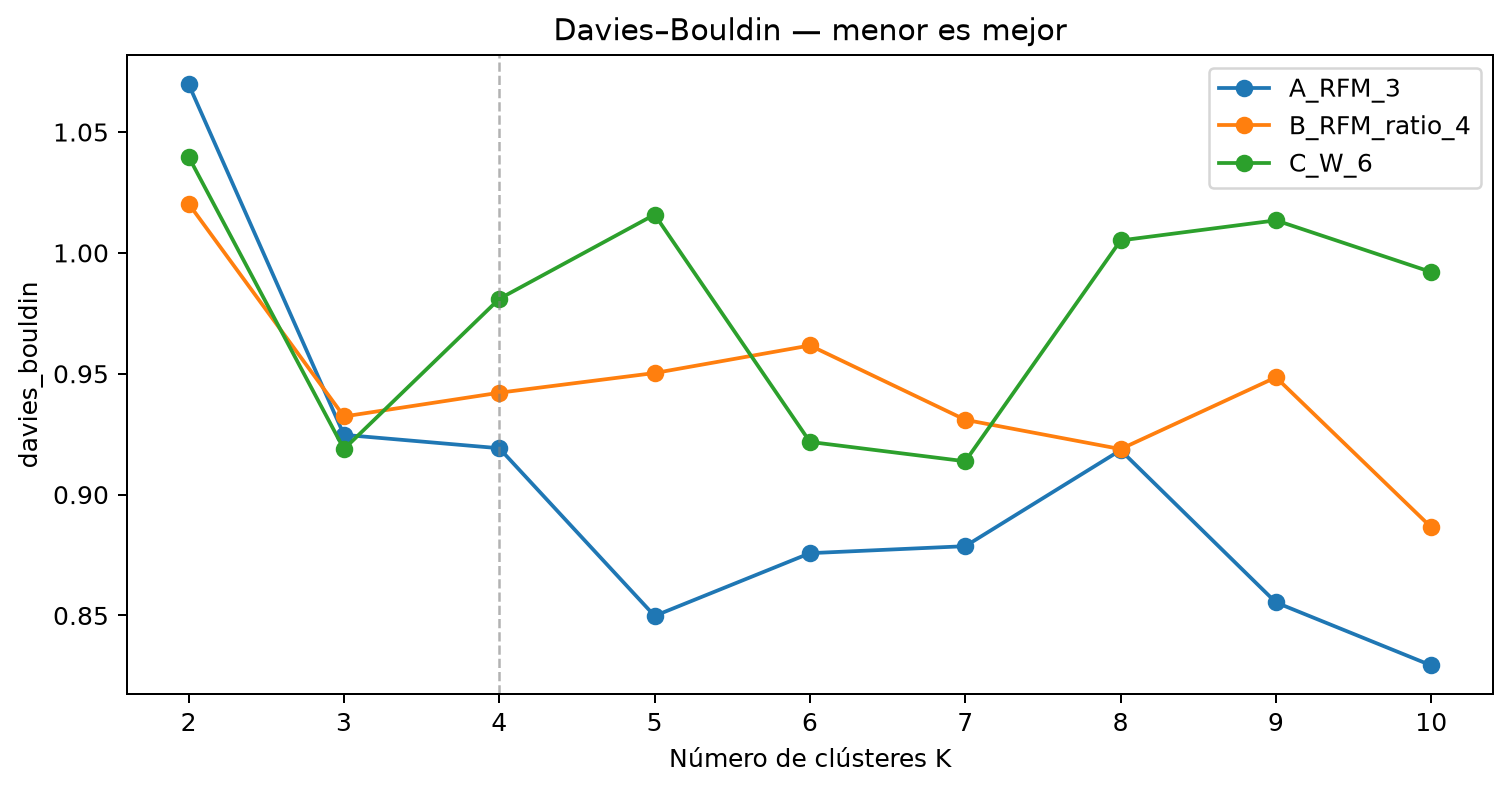 Davies–Bouldin — menor es mejor
A_RFM_3
B_RFM_ratio_4
C_W_6
davies_bouldin
1.05
1.00
0.95
0.90
0.85
2 3 4 5 6 7 8 9 10
Número de clústeres K